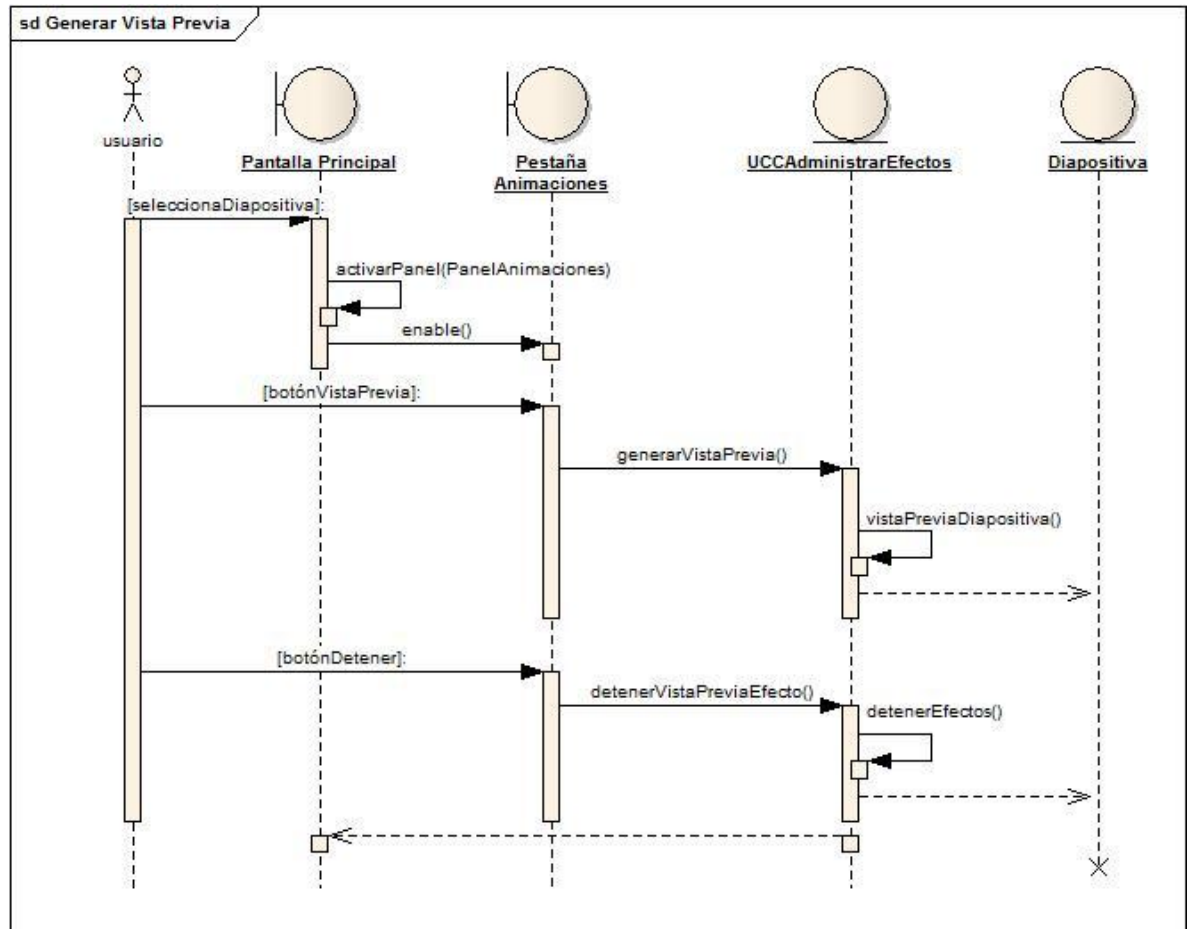 sd Generar Vista Previa
usuario
Pantalla Principal
Pestaña
Animaciones
UCCAdministrarEfectos
Diapositiva
[seleccionaDiapositiva]:
activarPanel(PanelAnimaciones)
enable()
[botónVistaPrevia]:
generarVistaPrevia()
vistaPreviaDiapositiva()
[botónDetener]:
detenerVistaPreviaEfecto()
detenerEfectos()